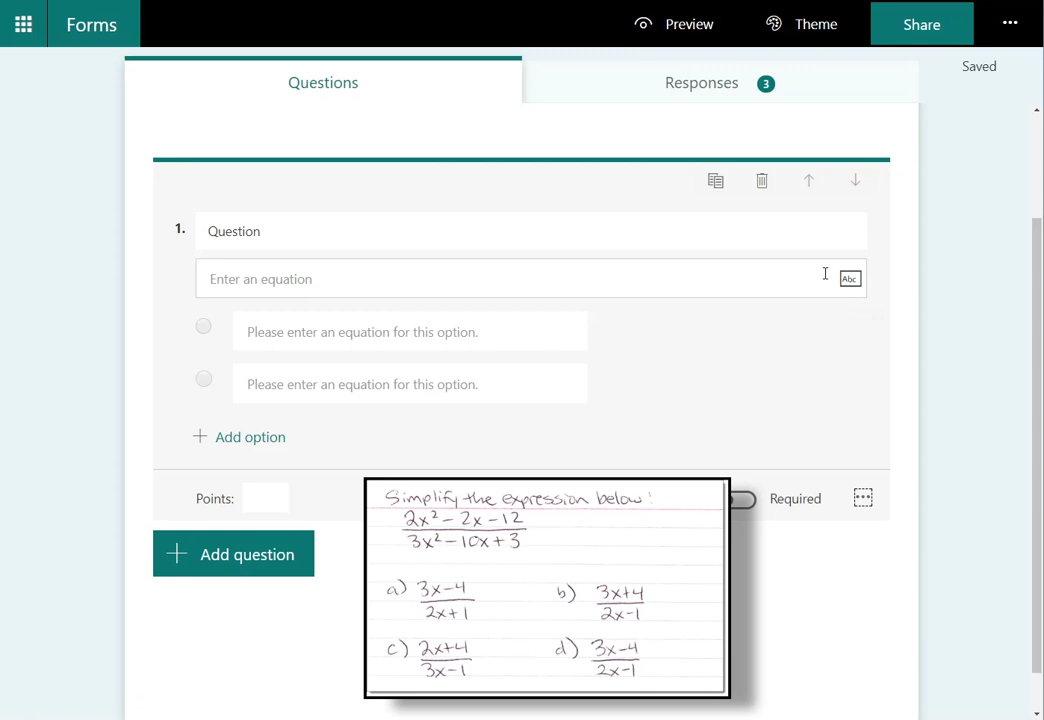 Forms
Preview
Theme
Share
Saved
Questions
Responses 3
1. Question
Enter an equation
Abc
Please enter an equation for this option.
Please enter an equation for this option.
+ Add option
Points:
Required
+ Add question
Simplify the expression below!
2x² - 2x - 12
3x² - 10x + 3
a) 3x-4
2x+1
b) 3x+4
2x-1
c) 2x+4
3x-1
d) 3x-4
2x-1